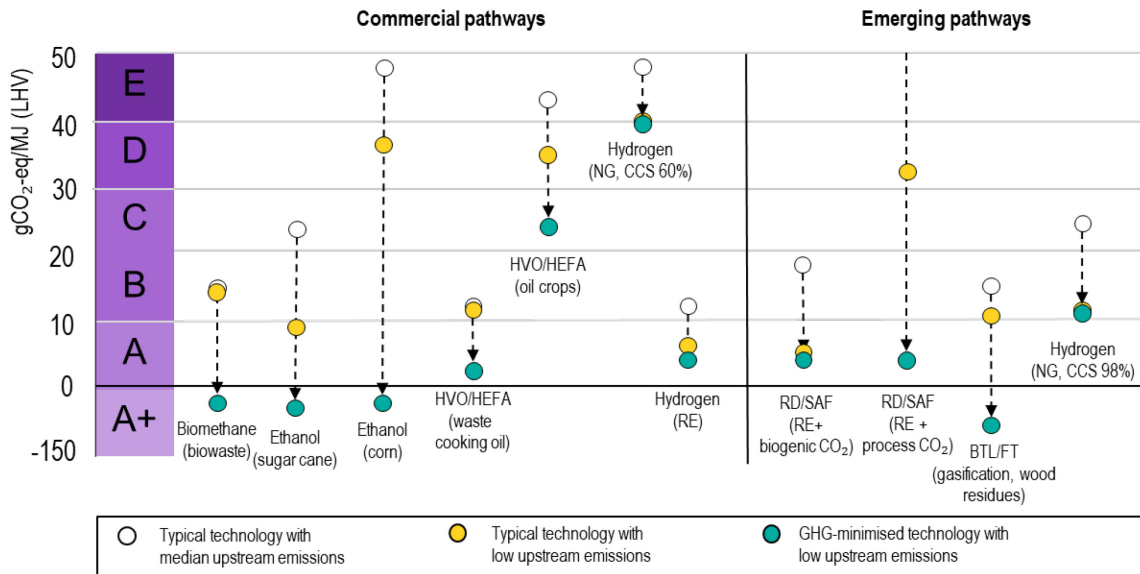 Commercial pathways
Emerging pathways
gCO₂-eq/MJ (LHV)
50
40
30
20
10
0
-150
E
D
C
B
A
A+
Biomethane
(biowaste)
Ethanol
(sugar cane)
Ethanol
(corn)
HVO/HEFA
(waste
cooking oil)
HVO/HEFA
(oil crops)
Hydrogen
(NG, CCS 60%)
Hydrogen
(RE)
RD/SAF
(RE+
biogenic CO₂)
RD/SAF
(RE +
process CO₂)
BTL/FT
(gasification, wood
residues)
Hydrogen
(NG, CCS 98%)
Typical technology with
median upstream emissions
Typical technology with
low upstream emissions
GHG-minimised technology with
low upstream emissions